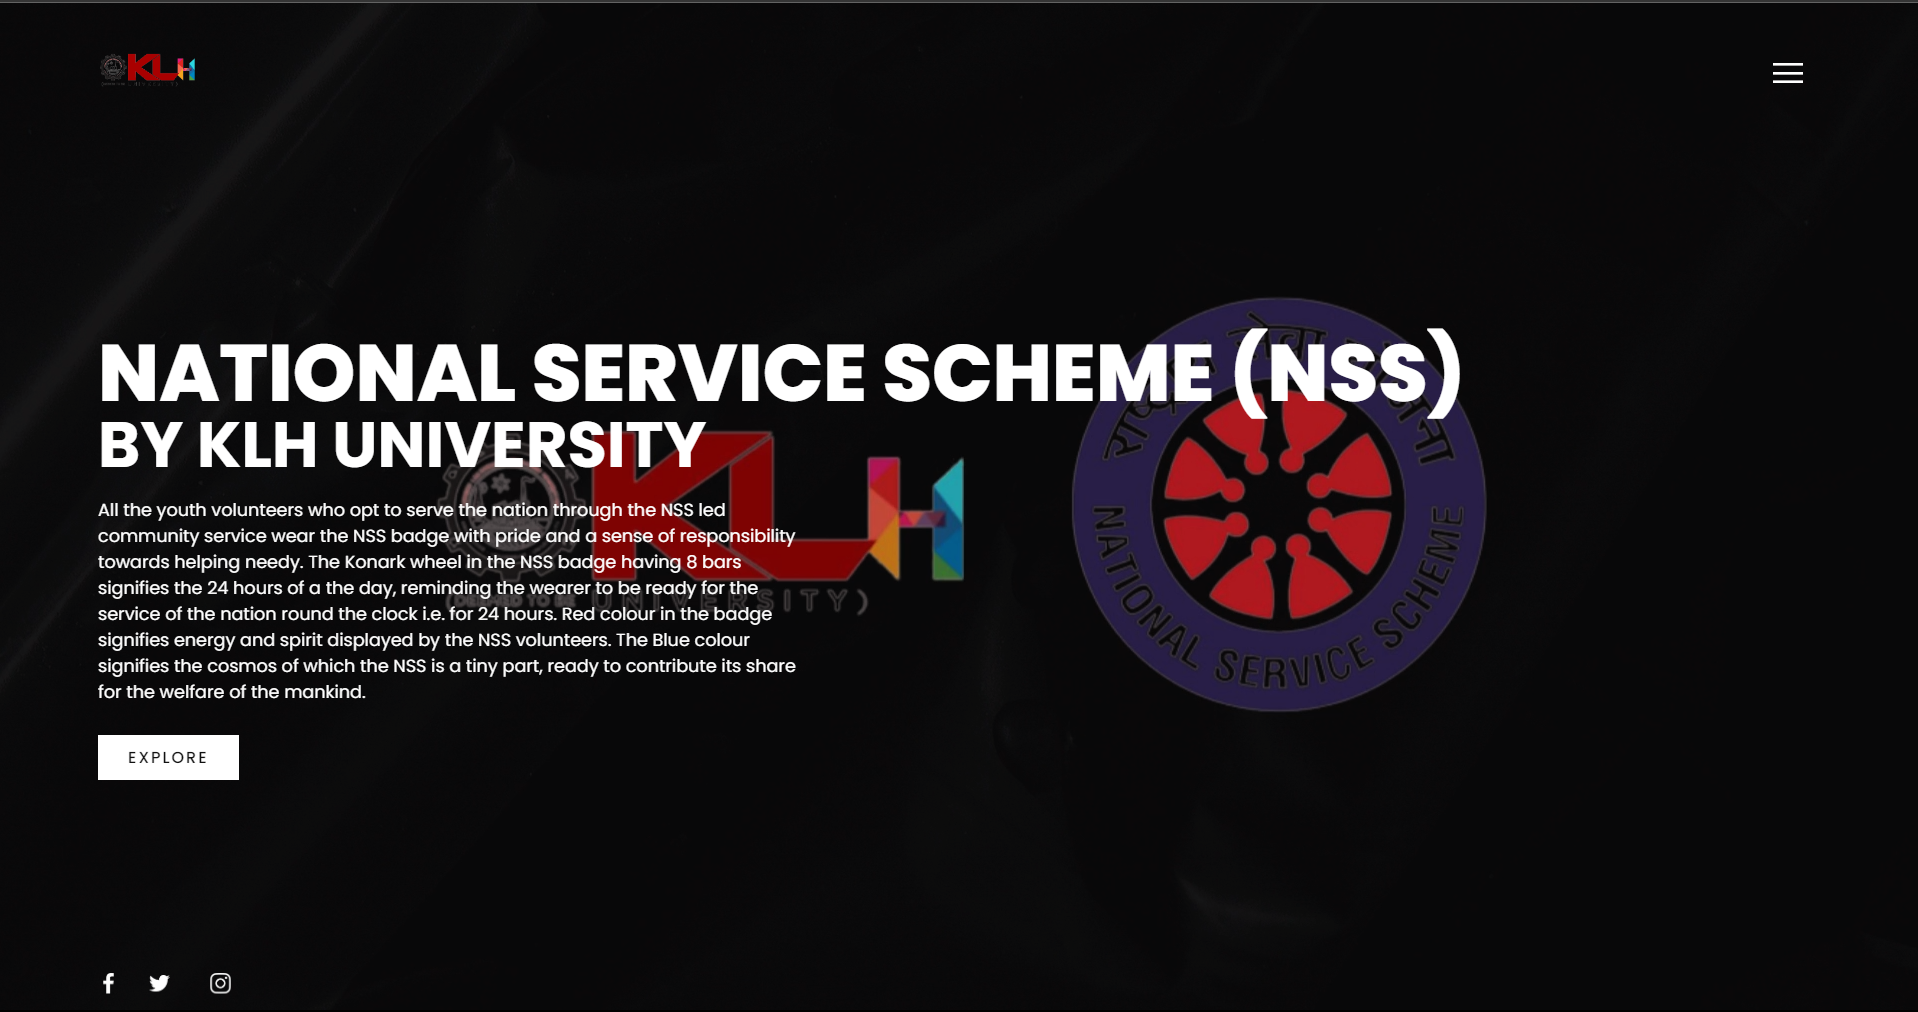 KLH
NATIONAL SERVICE SCHEME (NSS)
BY KLH UNIVERSITY
All the youth volunteers who opt to serve the nation through the NSS led
community service wear the NSS badge with pride and a sense of responsibility
towards helping needy. The Konark wheel in the NSS badge having 8 bars
signifies the 24 hours of a the day, reminding the wearer to be ready for the
service of the nation round the clock i.e. for 24 hours. Red colour in the badge
signifies energy and spirit displayed by the NSS volunteers. The Blue colour
signifies the cosmos of which the NSS is a tiny part, ready to contribute its share
for the welfare of the mankind.
EXPLORE
KLH
(DEEMED TO BE UNIVERSITY)
राष्ट्रीय सेवा योजना
NATIONAL SERVICE SCHEME